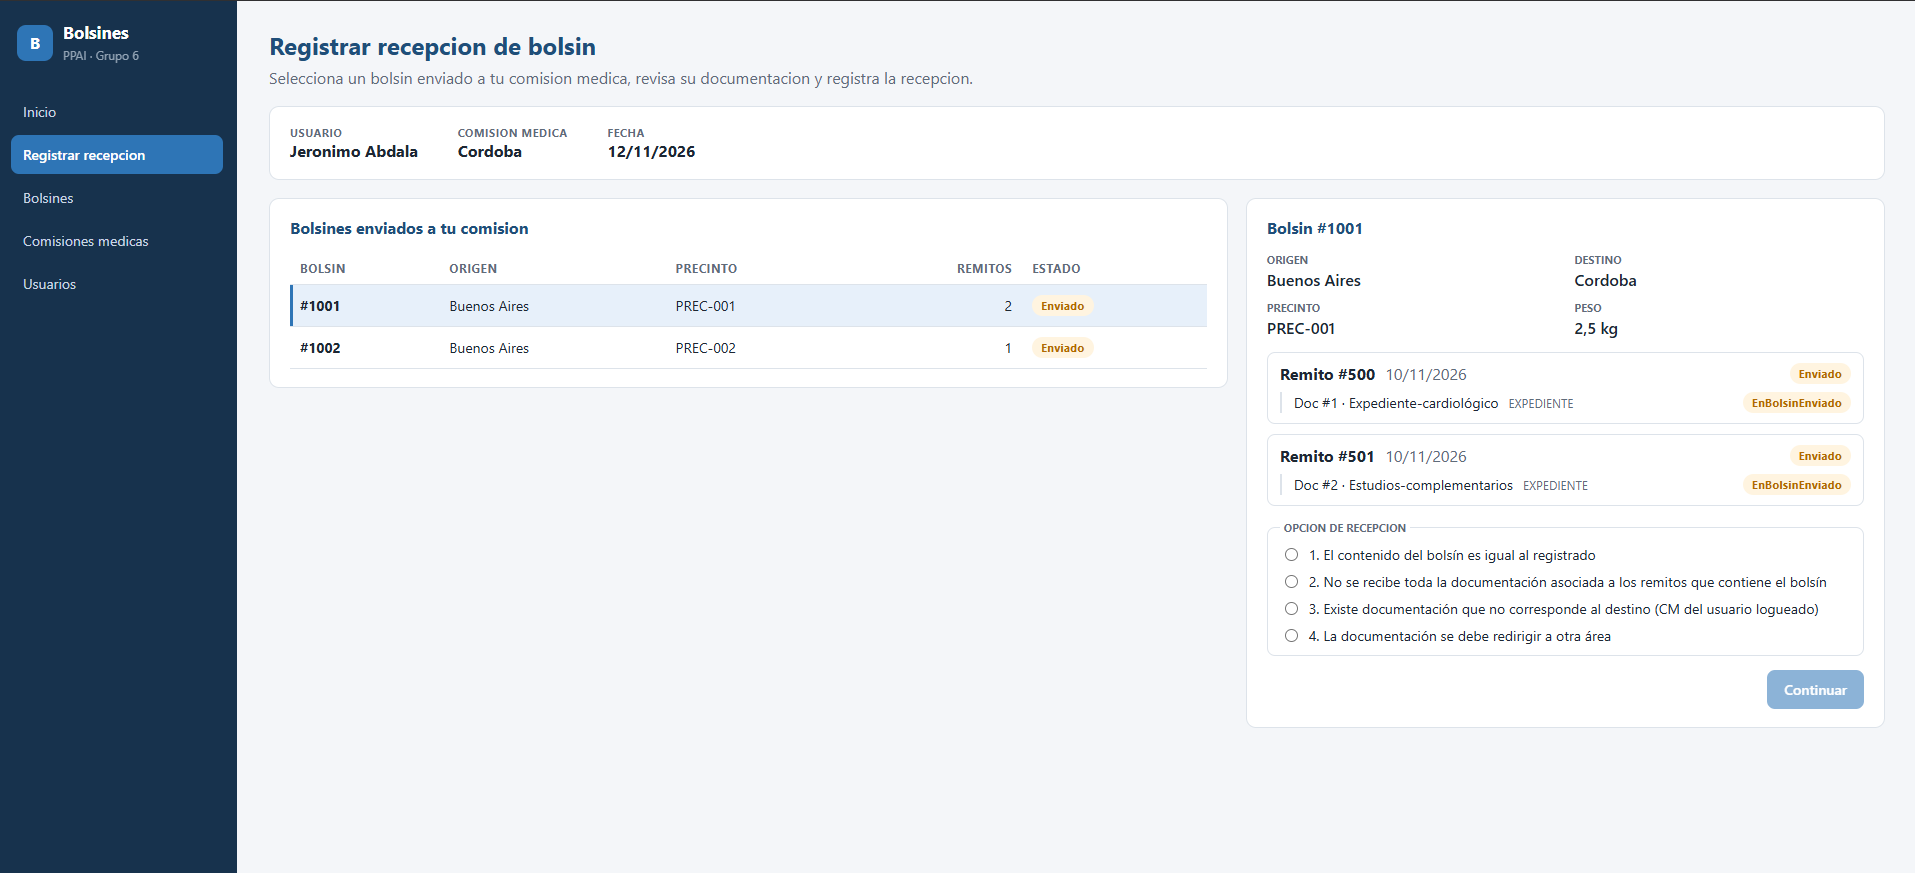 B
Bolsines
PPAI · Grupo 6
Inicio
Registrar recepcion
Bolsines
Comisiones medicas
Usuarios
Registrar recepcion de bolsin
Selecciona un bolsin enviado a tu comision medica, revisa su documentacion y registra la recepcion.
USUARIO COMISION MEDICA FECHA
Jeronimo Abdala Cordoba 12/11/2026
Bolsines enviados a tu comision
BOLSIN ORIGEN PRECINTO REMITOS ESTADO
#1001 Buenos Aires PREC-001 2 Enviado
#1002 Buenos Aires PREC-002 1 Enviado
Bolsin #1001
ORIGEN DESTINO
Buenos Aires Cordoba
PRECINTO PESO
PREC-001 2,5 kg
Remito #500 10/11/2026 Enviado
Doc #1 · Expediente-cardiológico EXPEDIENTE EnBolsinEnviado
Remito #501 10/11/2026 Enviado
Doc #2 · Estudios-complementarios EXPEDIENTE EnBolsinEnviado
OPCION DE RECEPCION
1. El contenido del bolsín es igual al registrado
2. No se recibe toda la documentación asociada a los remitos que contiene el bolsín
3. Existe documentación que no corresponde al destino (CM del usuario logueado)
4. La documentación se debe redirigir a otra área
Continuar